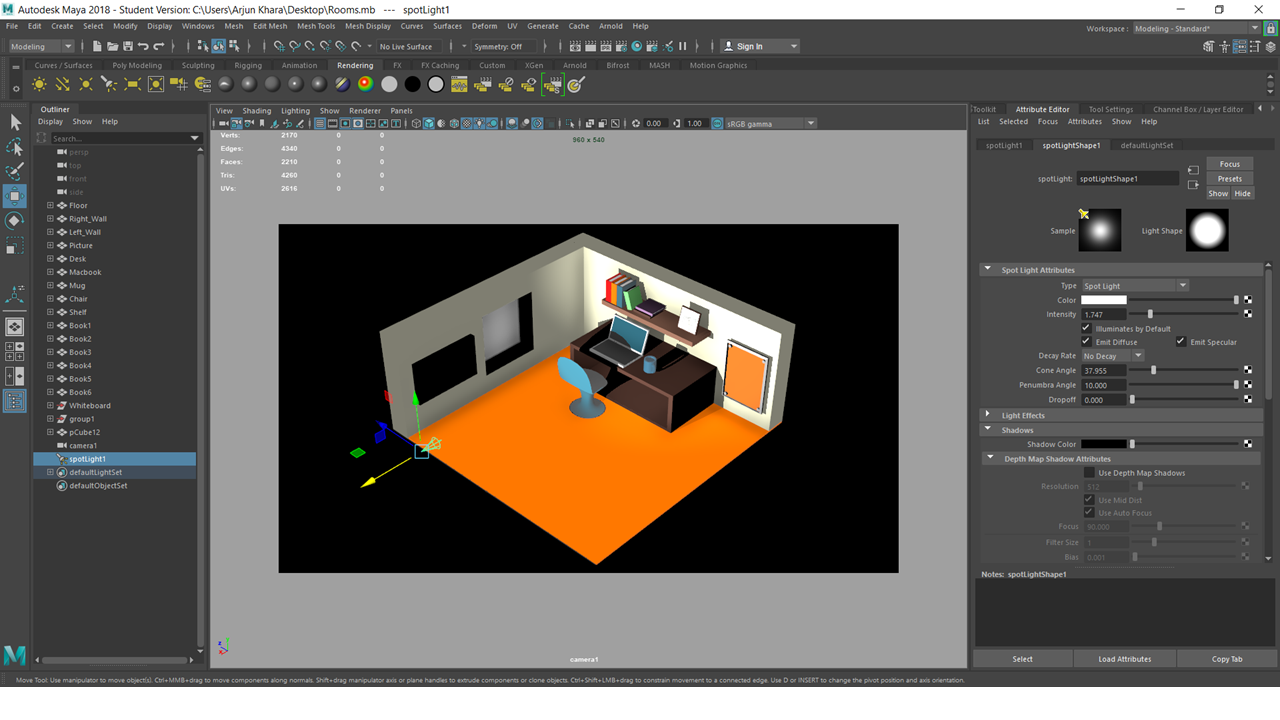 Autodesk Maya 2018 - Student Version: C:\Users\Arjun Khara\Desktop\Rooms.mb --- spotLight1
File Edit Create Select Modify Display Windows Mesh Edit Mesh Mesh Tools Mesh Display Curves Surfaces Deform UV Generate Cache Arnold Help
Workspace : Modeling - Standard*
Modeling No Live Surface Symmetry: Off Sign In
Curves / Surfaces Poly Modeling Sculpting Rigging Animation Rendering FX FX Caching Custom XGen Arnold Bifrost MASH Motion Graphics
Outliner
Display Show Help
Search...
persp
top
front
side
Floor
Right_Wall
Left_Wall
Picture
Desk
Macbook
Mug
Chair
Shelf
Book1
Book2
Book3
Book4
Book5
Book6
Whiteboard
group1
pCube12
camera1
spotLight1
defaultLightSet
defaultObjectSet
View Shading Lighting Show Renderer Panels
0.00 1.00 sRGB gamma
Verts: 2170 0 0
Edges: 4340 0 0
Faces: 2210 0 0
Tris: 4260 0 0
UVs: 2616 0 0
960 x 540
camera1
Toolkit Attribute Editor Tool Settings Channel Box / Layer Editor
List Selected Focus Attributes Show Help
spotLight1 spotLightShape1 defaultLightSet
spotLight: spotLightShape1
Focus
Presets
Show Hide
Sample Light Shape
Spot Light Attributes
Type Spot Light
Color
Intensity 1.747
Illuminates by Default
Emit Diffuse Emit Specular
Decay Rate No Decay
Cone Angle 37.955
Penumbra Angle 10.000
Dropoff 0.000
Light Effects
Shadows
Shadow Color
Depth Map Shadow Attributes
Use Depth Map Shadows
Resolution 512
Use Mid Dist
Use Auto Focus
Focus 90.000
Filter Size 1
Bias 0.001
Notes: spotLightShape1
Select Load Attributes Copy Tab
Move Tool: Use manipulator to move object(s). Ctrl+MMB+drag to move components along normals. Shift+drag manipulator axis or plane handles to extrude components or clone objects. Ctrl+Shift+LMB+drag to constrain movement to a connected edge. Use D or INSERT to change the pivot position and axis orientation.